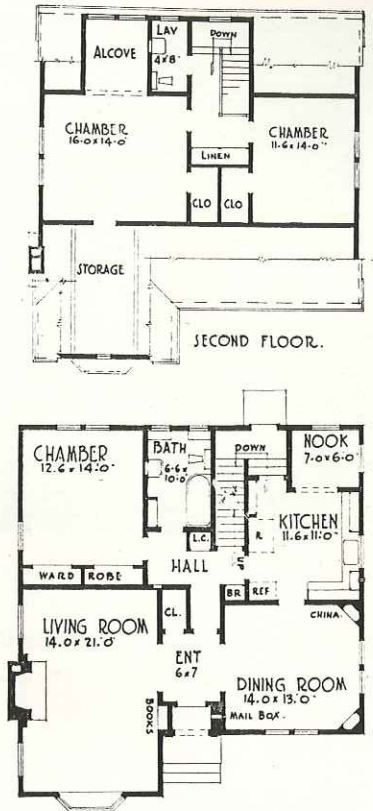 ALCOVE
LAV
4x8
DOWN
CHAMBER
16.0x14.0
CHAMBER
11.6x14.0
LINEN
CLO
CLO
STORAGE
SECOND FLOOR.
CHAMBER
12.6x14.0
BATH
6.6x
10.0
DOWN
NOOK
7.0x6.0
KITCHEN
11.6x11.0
R.
L.C.
HALL
UP
WARD
ROBE
BR
REF
CL.
LIVING ROOM
14.0x21.0
ENT
6x7
CHINA.
DINING ROOM
14.0x13.0
BOOKS
MAIL BOX.